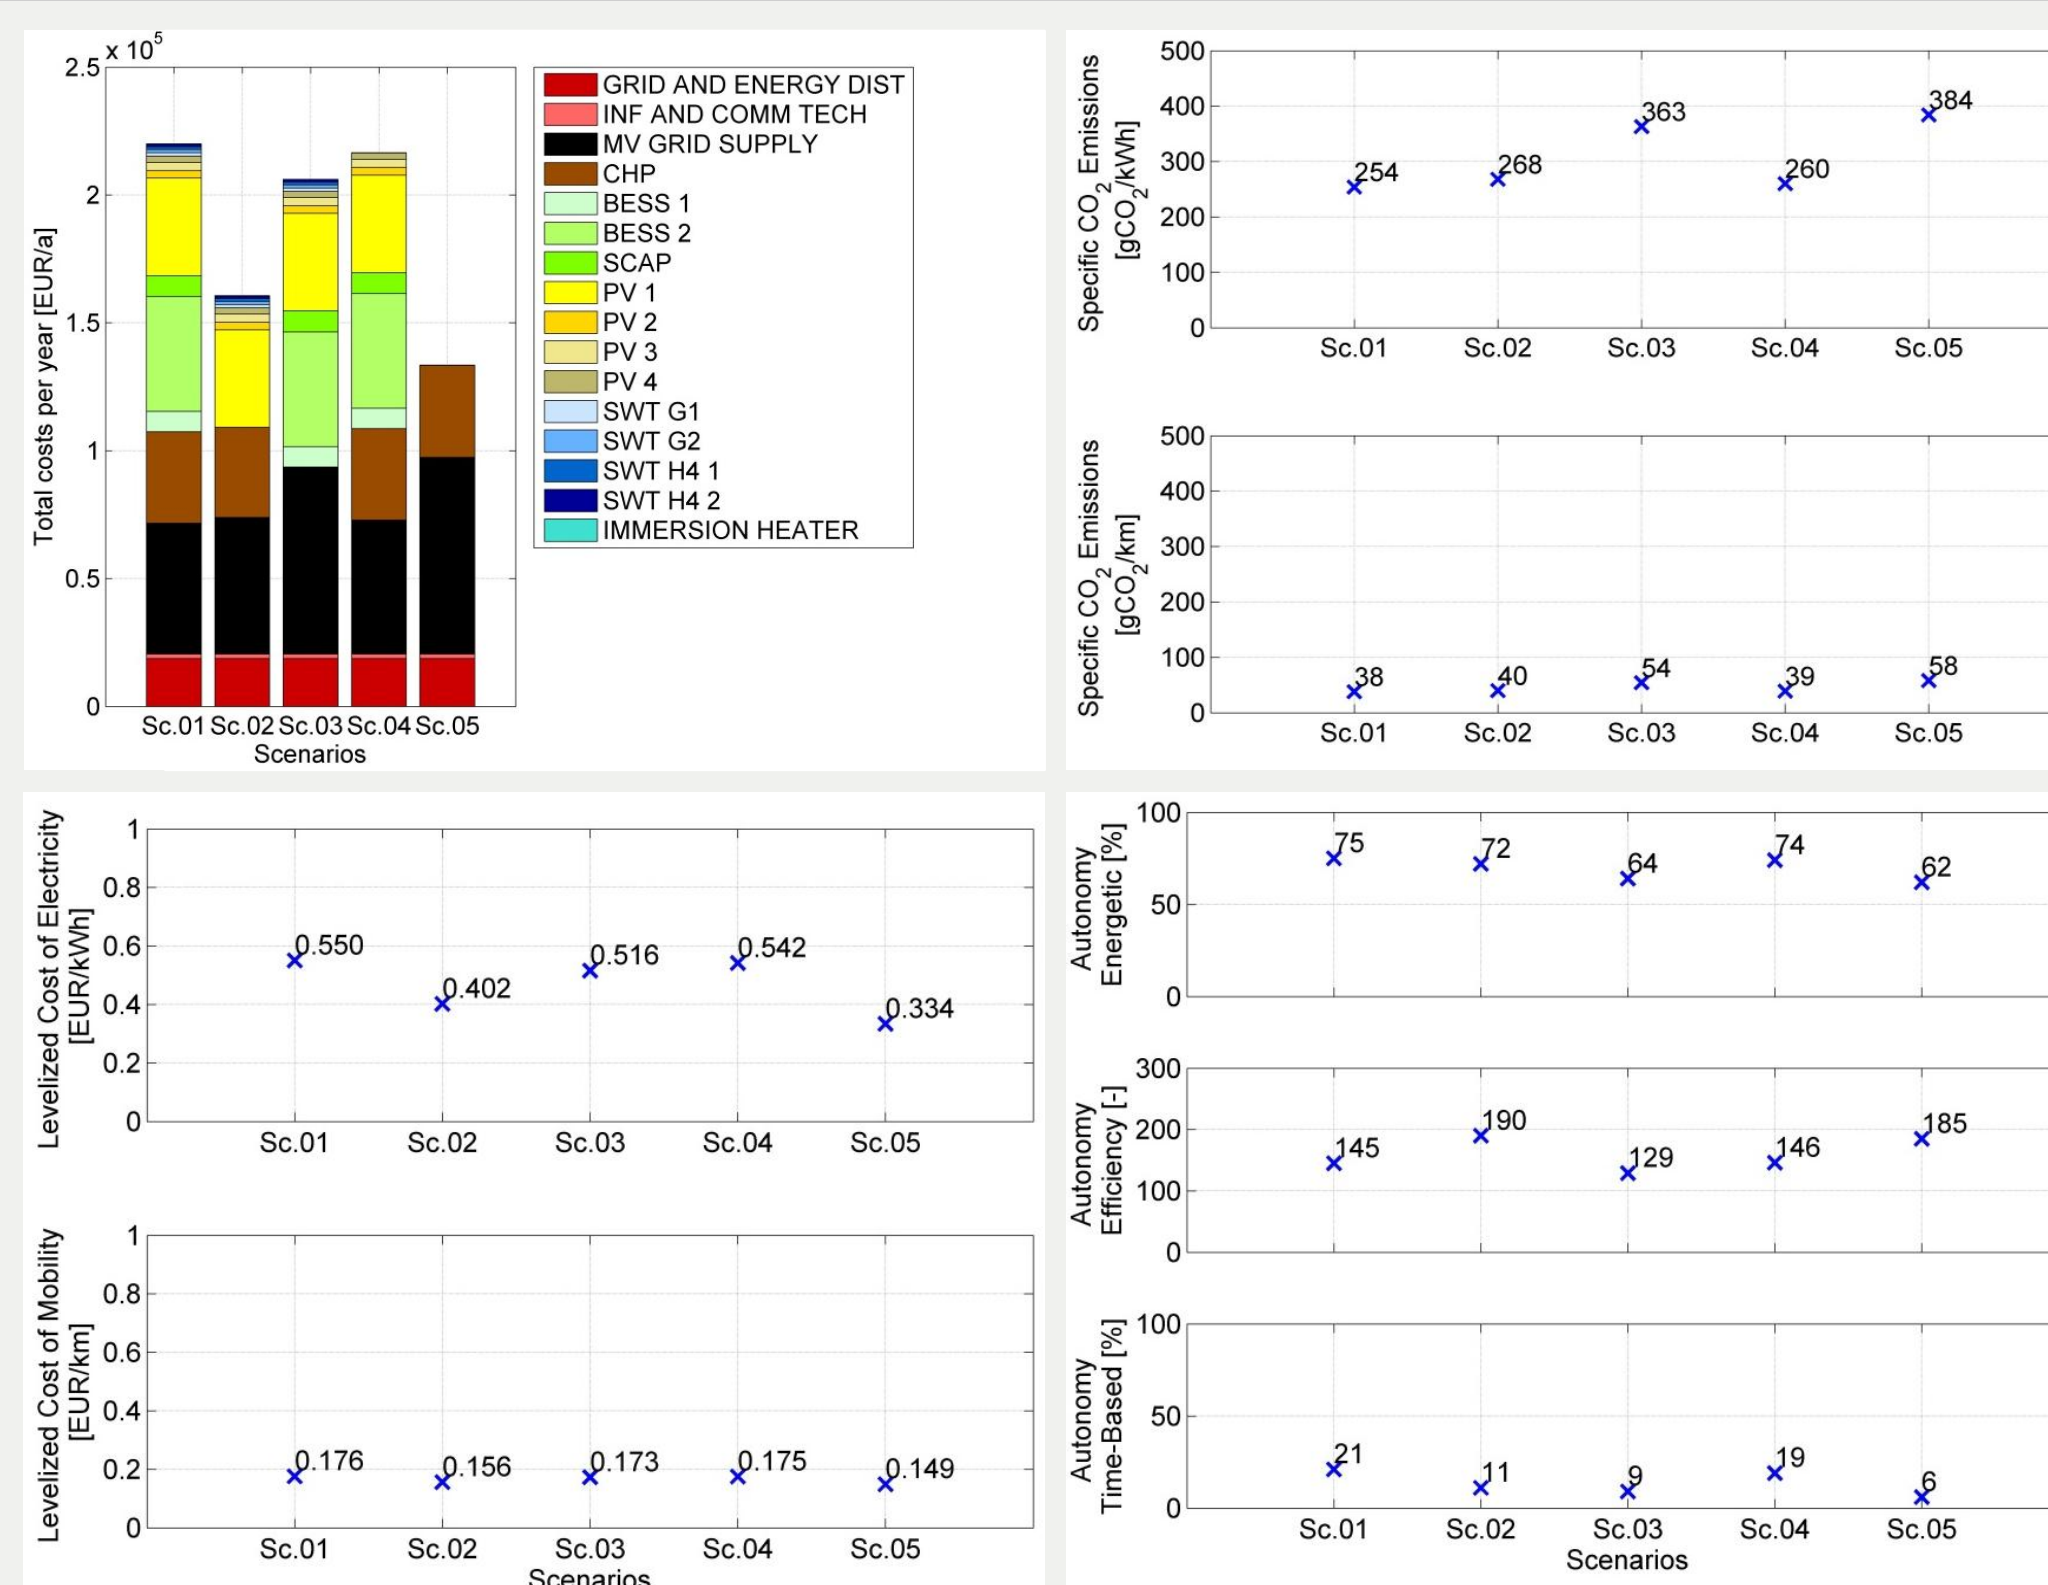 x 10^5
2.5
2
1.5
1
0.5
0
Total costs per year [EUR/a]
Sc.01 Sc.02 Sc.03 Sc.04 Sc.05
Scenarios
GRID AND ENERGY DIST
INF AND COMM TECH
MV GRID SUPPLY
CHP
BESS 1
BESS 2
SCAP
PV 1
PV 2
PV 3
PV 4
SWT G1
SWT G2
SWT H4 1
SWT H4 2
IMMERSION HEATER
Specific CO2 Emissions
[gCO2/kWh]
500
400
300
200
100
0
254
268
363
260
384
Sc.01 Sc.02 Sc.03 Sc.04 Sc.05
Specific CO2 Emissions
[gCO2/km]
500
400
300
200
100
0
38
40
54
39
58
Sc.01 Sc.02 Sc.03 Sc.04 Sc.05
Levelized Cost of Electricity
[EUR/kWh]
1
0.8
0.6
0.4
0.2
0
0.550
0.402
0.516
0.542
0.334
Sc.01 Sc.02 Sc.03 Sc.04 Sc.05
Levelized Cost of Mobility
[EUR/km]
1
0.8
0.6
0.4
0.2
0
0.176
0.156
0.173
0.175
0.149
Sc.01 Sc.02 Sc.03 Sc.04 Sc.05
Scenarios
Autonomy
Energetic [%]
100
50
0
75
72
64
74
62
Autonomy
Efficiency [-]
300
200
100
0
145
190
129
146
185
Autonomy
Time-Based [%]
100
50
0
21
11
9
19
6
Sc.01 Sc.02 Sc.03 Sc.04 Sc.05
Scenarios